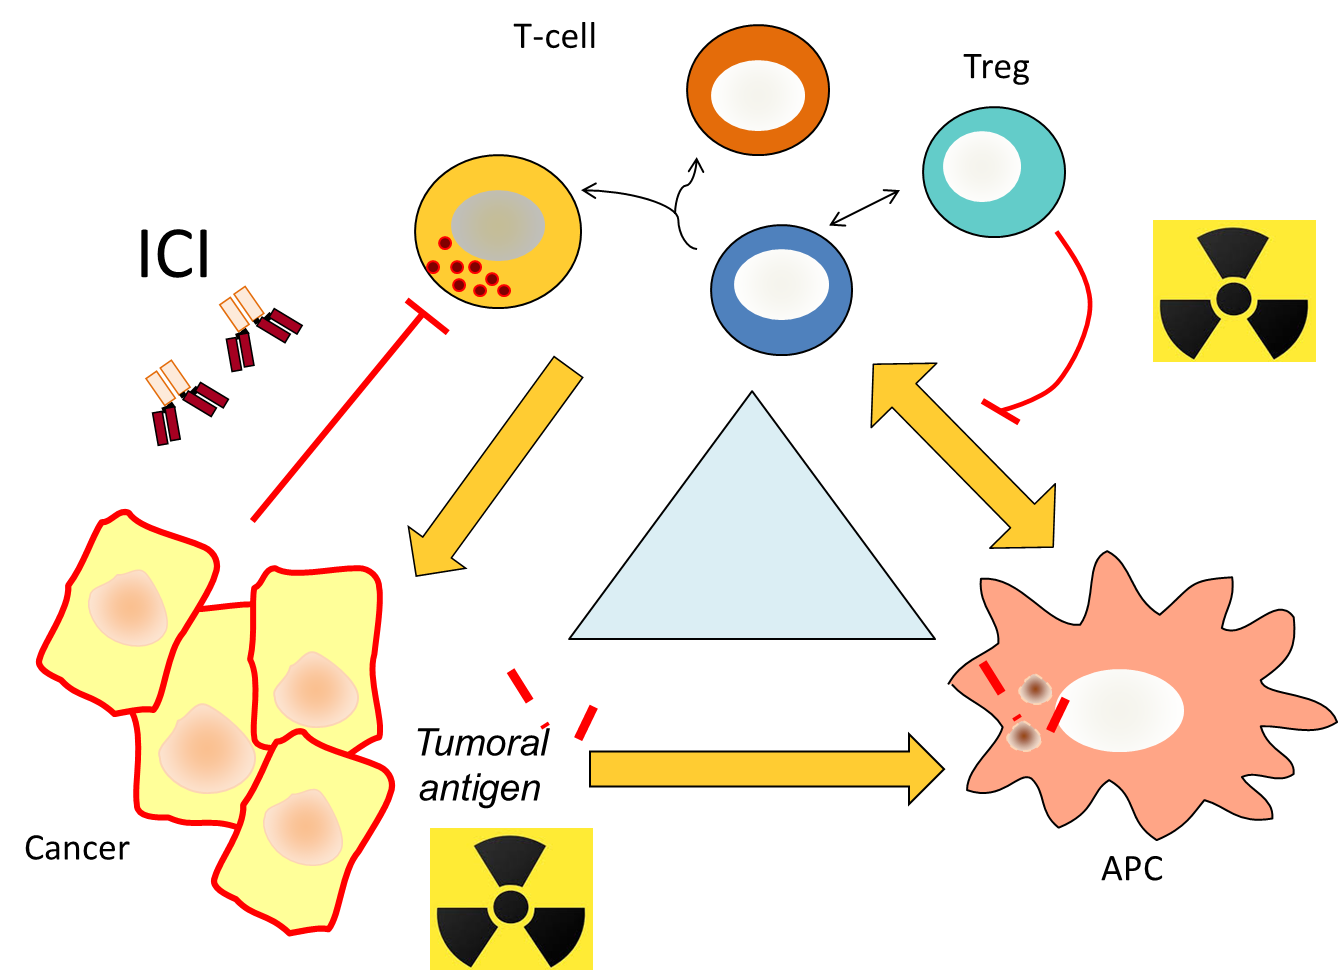 T-cell
Treg
ICI
Tumoral
antigen
Cancer
APC